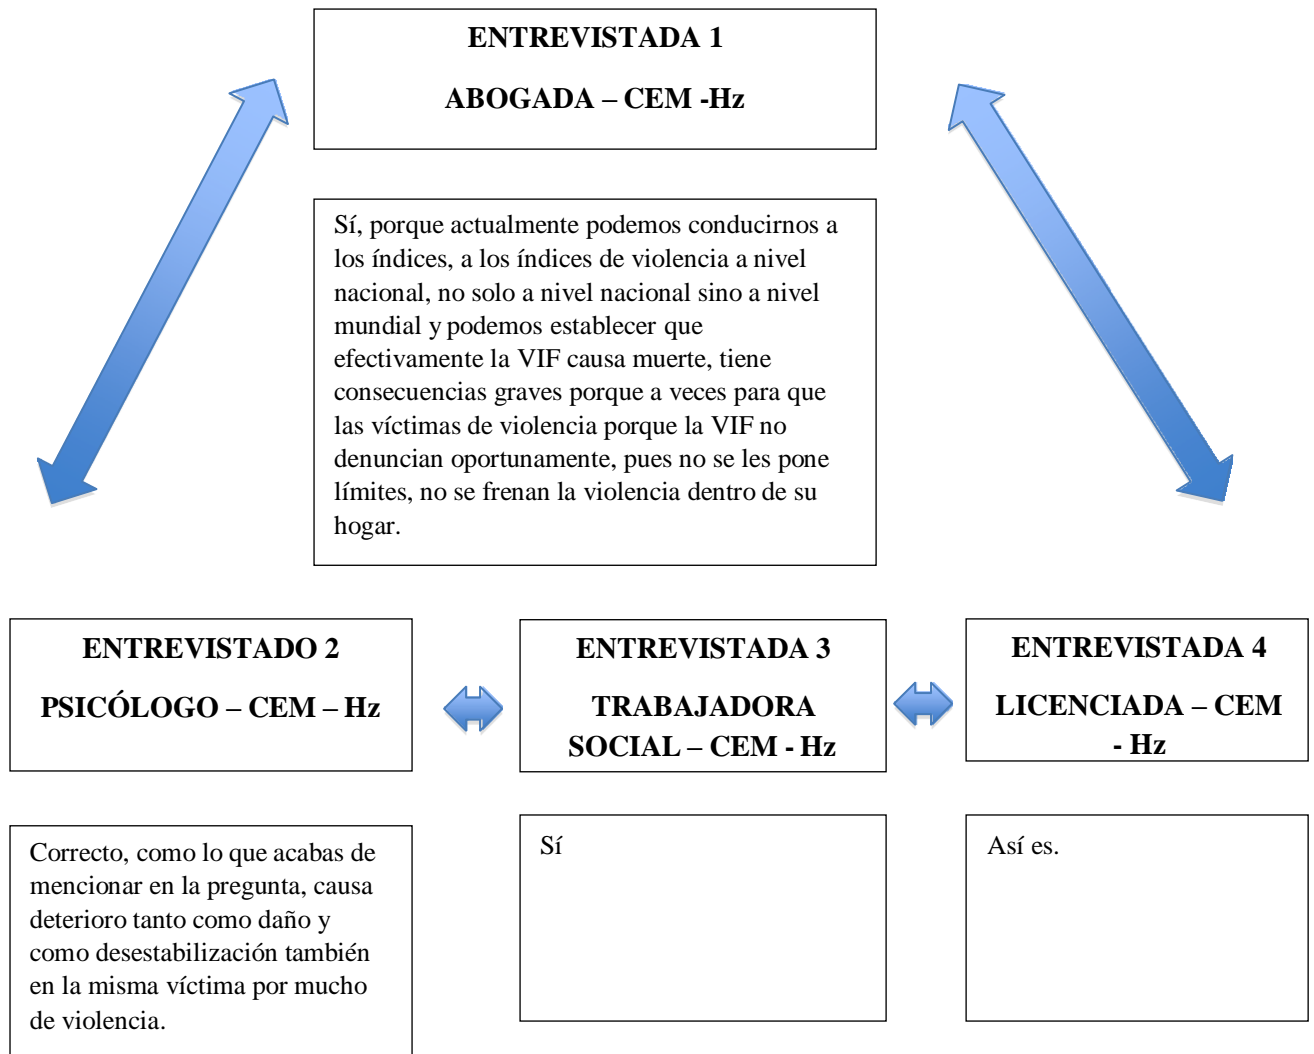 ENTREVISTADA 1
ABOGADA – CEM -Hz
Sí, porque actualmente podemos conducirnos a
los índices, a los índices de violencia a nivel
nacional, no solo a nivel nacional sino a nivel
mundial y podemos establecer que
efectivamente la VIF causa muerte, tiene
consecuencias graves porque a veces para que
las víctimas de violencia porque la VIF no
denuncian oportunamente, pues no se les pone
límites, no se frenan la violencia dentro de su
hogar.
ENTREVISTADO 2
PSICÓLOGO – CEM – Hz
Correcto, como lo que acabas de
mencionar en la pregunta, causa
deterioro tanto como daño y
como desestabilización también
en la misma víctima por mucho
de violencia.
ENTREVISTADA 3
TRABAJADORA
SOCIAL – CEM - Hz
Sí
ENTREVISTADA 4
LICENCIADA – CEM
- Hz
Así es.